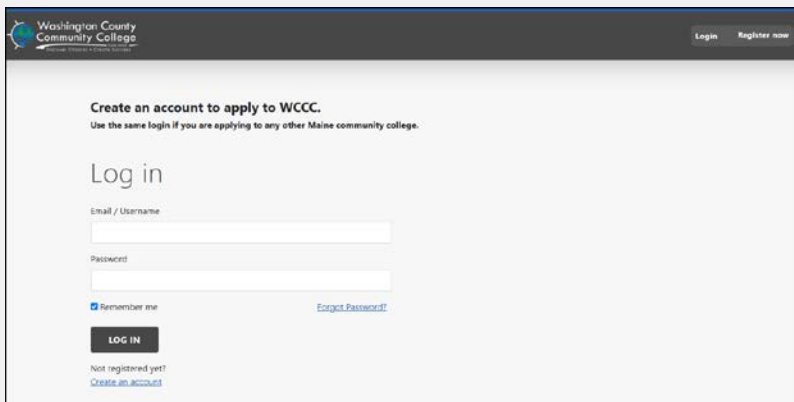 Washington County
Community College
Login
Register now
Create an account to apply to WCCC.
Use the same login if you are applying to any other Maine community college.
Log in
Email / Username
Password
Remember me
Forgot Password?
LOG IN
Not registered yet?
Create an account